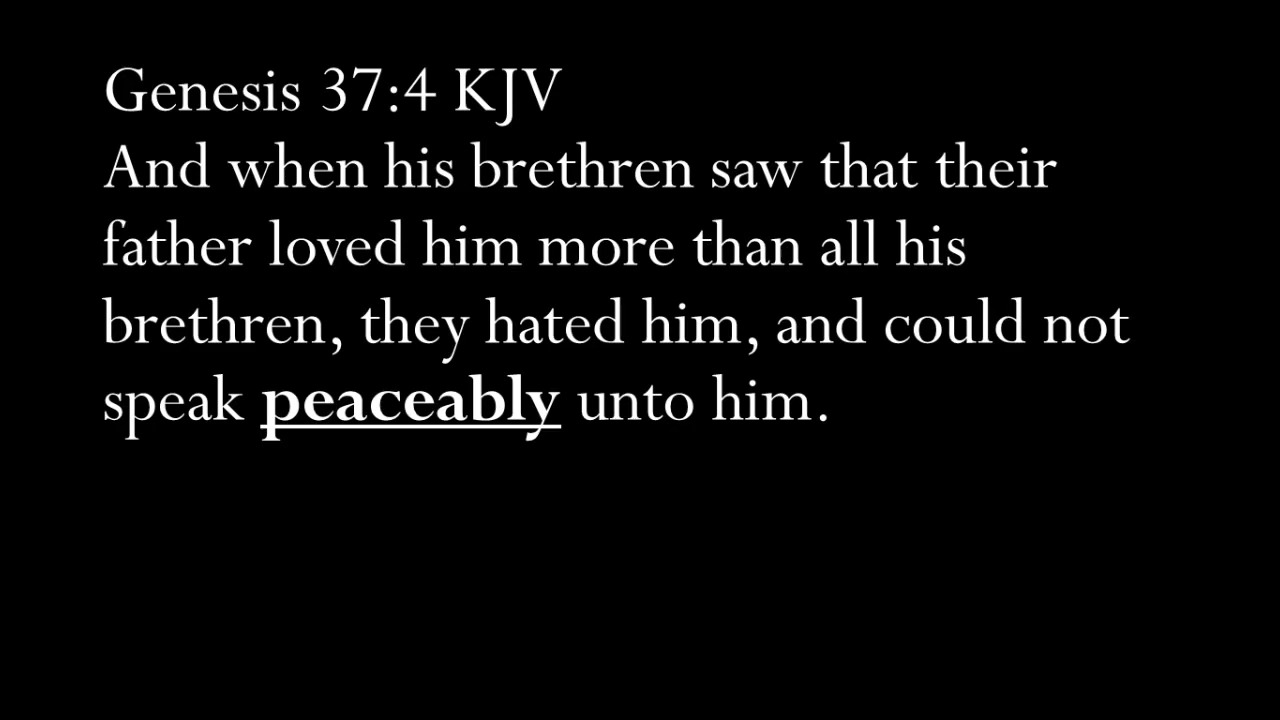 Genesis 37:4 KJV
And when his brethren saw that their
father loved him more than all his
brethren, they hated him, and could not
speak peaceably unto him.